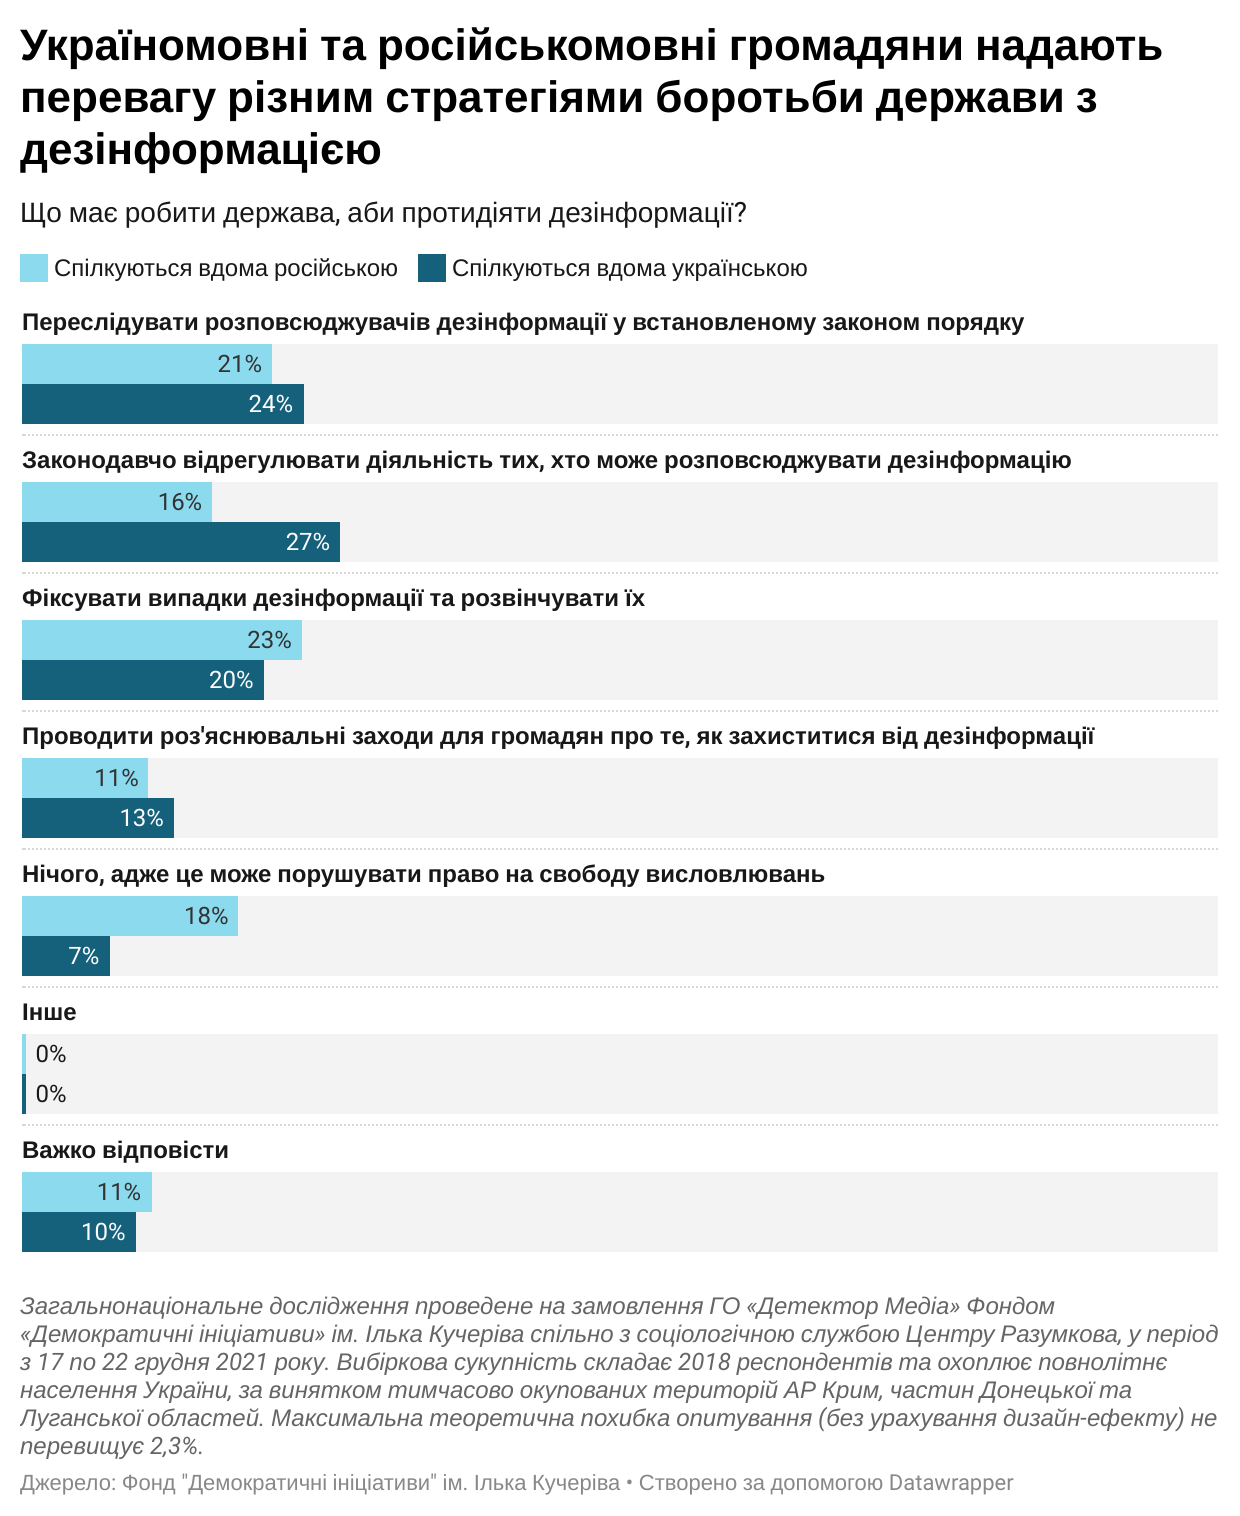 Україномовні та російськомовні громадяни надають
перевагу різним стратегіями боротьби держави з
дезінформацією
Що має робити держава, аби протидіяти дезінформації?
Спілкуються вдома російською Спілкуються вдома українською
Переслідувати розповсюджувачів дезінформації у встановленому законом порядку
21%
24%
Законодавчо відрегулювати діяльність тих, хто може розповсюджувати дезінформацію
16%
27%
Фіксувати випадки дезінформації та розвінчувати їх
23%
20%
Проводити роз'яснювальні заходи для громадян про те, як захиститися від дезінформації
11%
13%
Нічого, адже це може порушувати право на свободу висловлювань
18%
7%
Інше
0%
0%
Важко відповісти
11%
10%
Загальнонаціональне дослідження проведене на замовлення ГО «Детектор Медіа» Фондом
«Демократичні ініціативи» ім. Ілька Кучеріва спільно з соціологічною службою Центру Разумкова, у період
з 17 по 22 грудня 2021 року. Вибіркова сукупність складає 2018 респондентів та охоплює повнолітнє
населення України, за винятком тимчасово окупованих територій АР Крим, частин Донецької та
Луганської областей. Максимальна теоретична похибка опитування (без урахування дизайн-ефекту) не
перевищує 2,3%.
Джерело: Фонд "Демократичні ініціативи" ім. Ілька Кучеріва • Створено за допомогою Datawrapper